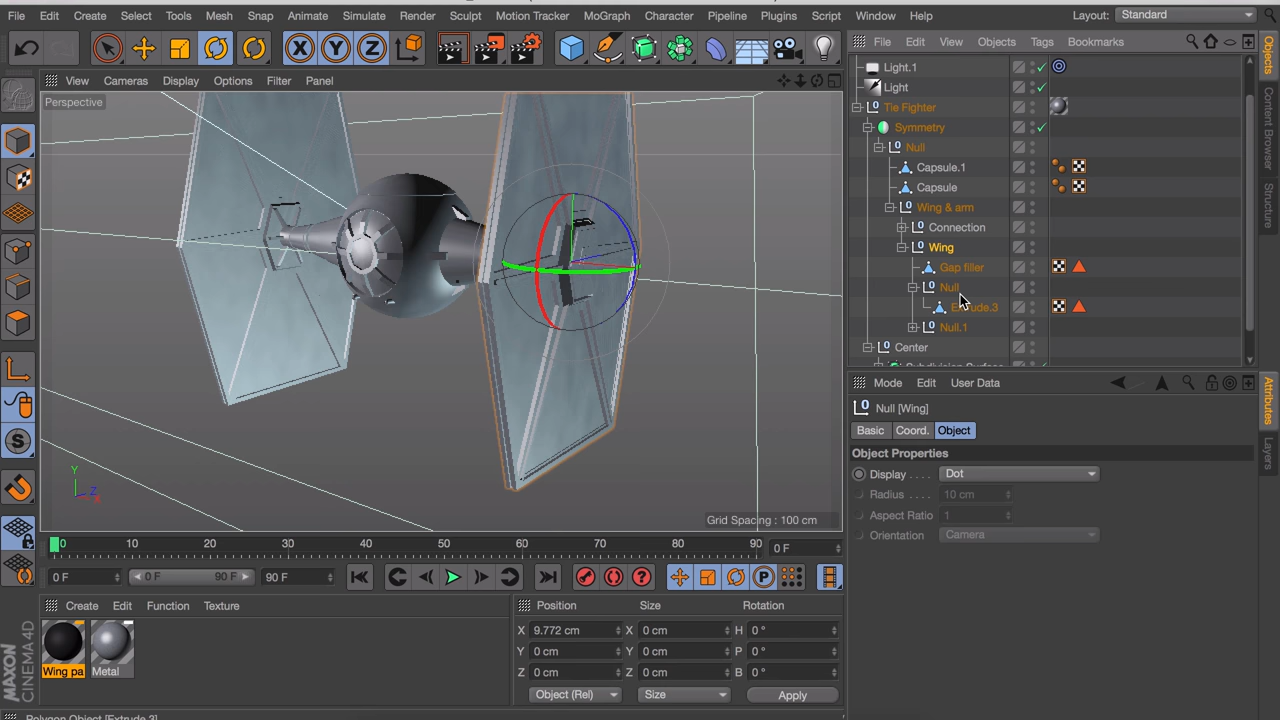 File Edit Create Select Tools Mesh Snap Animate Simulate Render Sculpt Motion Tracker MoGraph Character Pipeline Plugins Script Window Help Layout: Standard
X Y Z
File Edit View Objects Tags Bookmarks
View Cameras Display Options Filter Panel
Perspective
Light.1
Light
Tie Fighter
Symmetry
Null
Capsule.1
Capsule
Wing & arm
Connection
Wing
Gap filler
Null
Extrude.3
Null.1
Center
Subdivision Surface
Objects
Content Browser
Structure
Mode Edit User Data
Null [Wing]
Basic Coord. Object
Object Properties
Display . . . . Dot
Radius . . . . 10 cm
Aspect Ratio 1
Orientation Camera
Attributes
Layers
Y
Z
X
Grid Spacing : 100 cm
0 10 20 30 40 50 60 70 80 90 0 F
0 F 0 F 90 F 90 F
P
S
Create Edit Function Texture
Wing pa Metal
Position Size Rotation
X 9.772 cm X 0 cm H 0 °
Y 0 cm Y 0 cm P 0 °
Z 0 cm Z 0 cm B 0 °
Object (Rel) Size Apply
MAXON
CINEMA 4D
Polygon Object [Extrude.3]